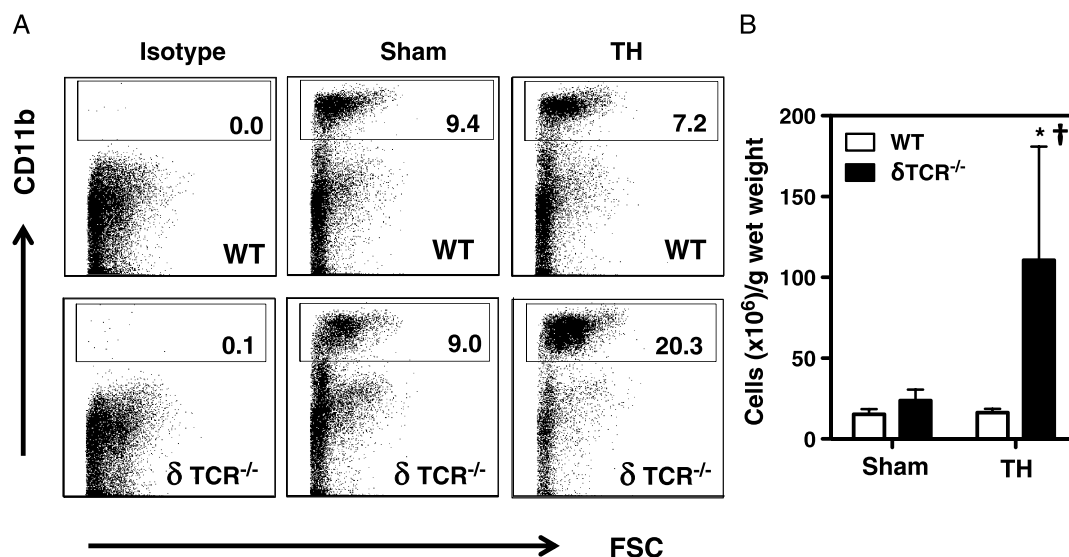 A
Isotype
Sham
TH
CD11b
0.0
WT
9.4
WT
7.2
WT
0.1
δ TCR-/-
9.0
δ TCR-/-
20.3
δ TCR-/-
FSC
B
Cells (x10⁶)/g wet weight
200
150
100
50
0
WT
δTCR-/-
* †
Sham
TH